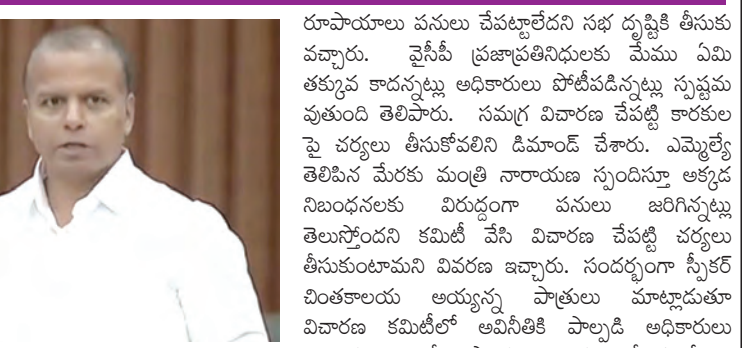 రూపాయాలు పనులు చేపట్టాలేదని సభ దృష్టికి తీసుకు
వచ్చారు. వైసీపీ ప్రజాప్రతినిధులకు మేము ఏమి
తక్కువ కాదన్నట్లు అధికారులు పోటీపడిన్నట్లు స్పష్టమ
వుతుంది తెలిపారు. సమగ్ర విచారణ చేపట్టి కారకుల
పై చర్యలు తీసుకోవలిని డిమాండ్ చేశారు. ఎమ్మెల్యే
తెలిపిన మేరకు మంత్రి నారాయణ స్పందిస్తూ అక్కడ
నిబంధనలకు విరుద్ధంగా పనులు జరిగిన్నట్లు
తెలుస్తోందని కమిటీ వేసి విచారణ చేపట్టి చర్యలు
తీసుకుంటామని వివరణ ఇచ్చారు. సందర్భంగా స్పీకర్
చింతకాలయ అయ్యన్న పాత్రులు మాట్లాడుతూ
విచారణ కమిటీలో అవినీతికి పాల్పడి అధికారులు